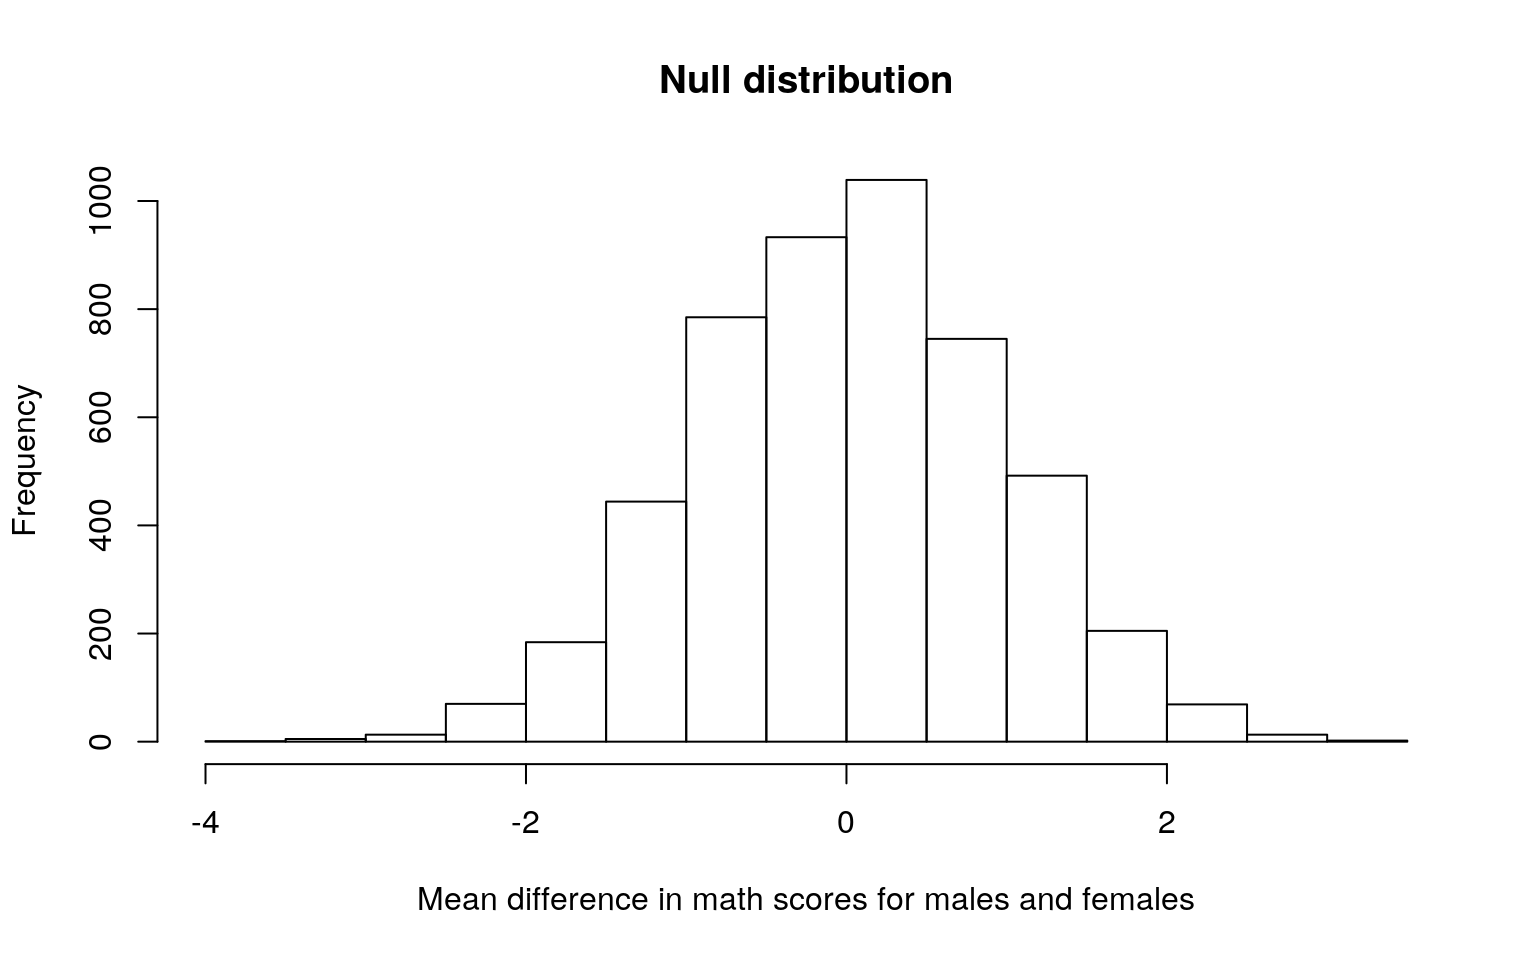 Null distribution
1000
800
600
400
200
0
Frequency
-4 -2 0 2
Mean difference in math scores for males and females